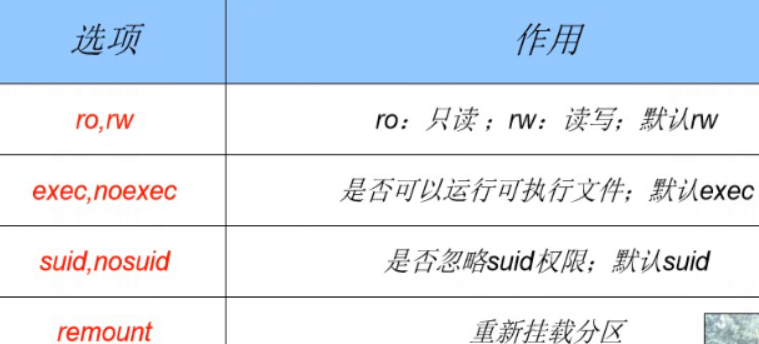 选项 作用
ro,rw ro：只读；rw：读写；默认rw
exec,noexec 是否可以运行可执行文件；默认exec
suid,nosuid 是否忽略suid权限；默认suid
remount 重新挂载分区